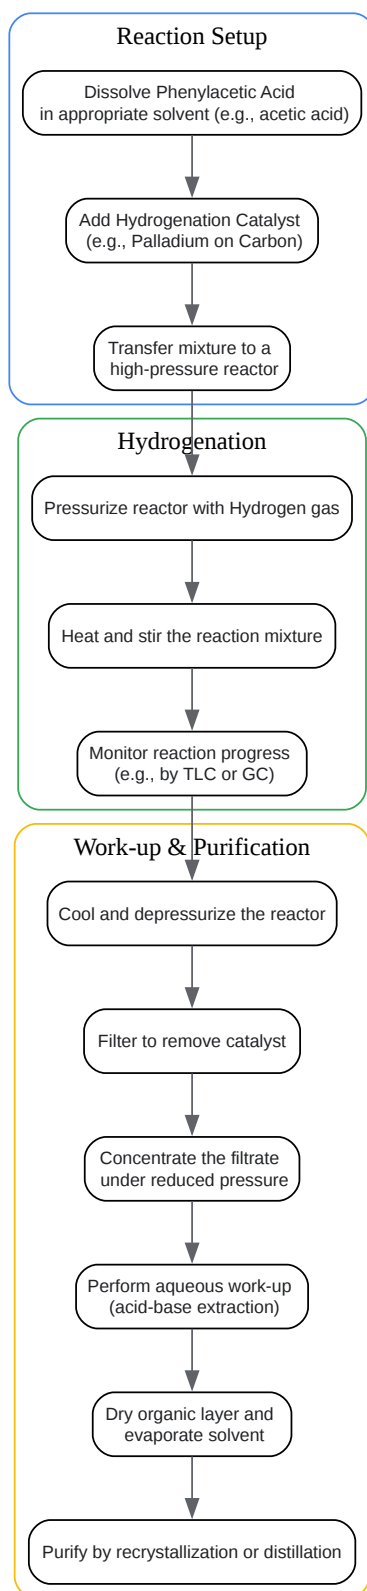 Reaction Setup
Dissolve Phenylacetic Acid
in appropriate solvent (e.g., acetic acid)
Add Hydrogenation Catalyst
(e.g., Palladium on Carbon)
Transfer mixture to a
high-pressure reactor
Hydrogenation
Pressurize reactor with Hydrogen gas
Heat and stir the reaction mixture
Monitor reaction progress
(e.g., by TLC or GC)
Work-up & Purification
Cool and depressurize the reactor
Filter to remove catalyst
Concentrate the filtrate
under reduced pressure
Perform aqueous work-up
(acid-base extraction)
Dry organic layer and
evaporate solvent
Purify by recrystallization or distillation